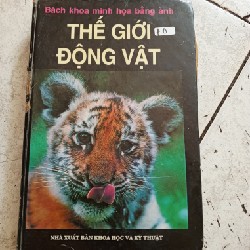 Bách khoa minh họa bằng ảnh
THẾ GIỚI
ĐỘNG VẬT
NHÀ XUẤT BẢN KHOA HỌC VÀ KỸ THUẬT